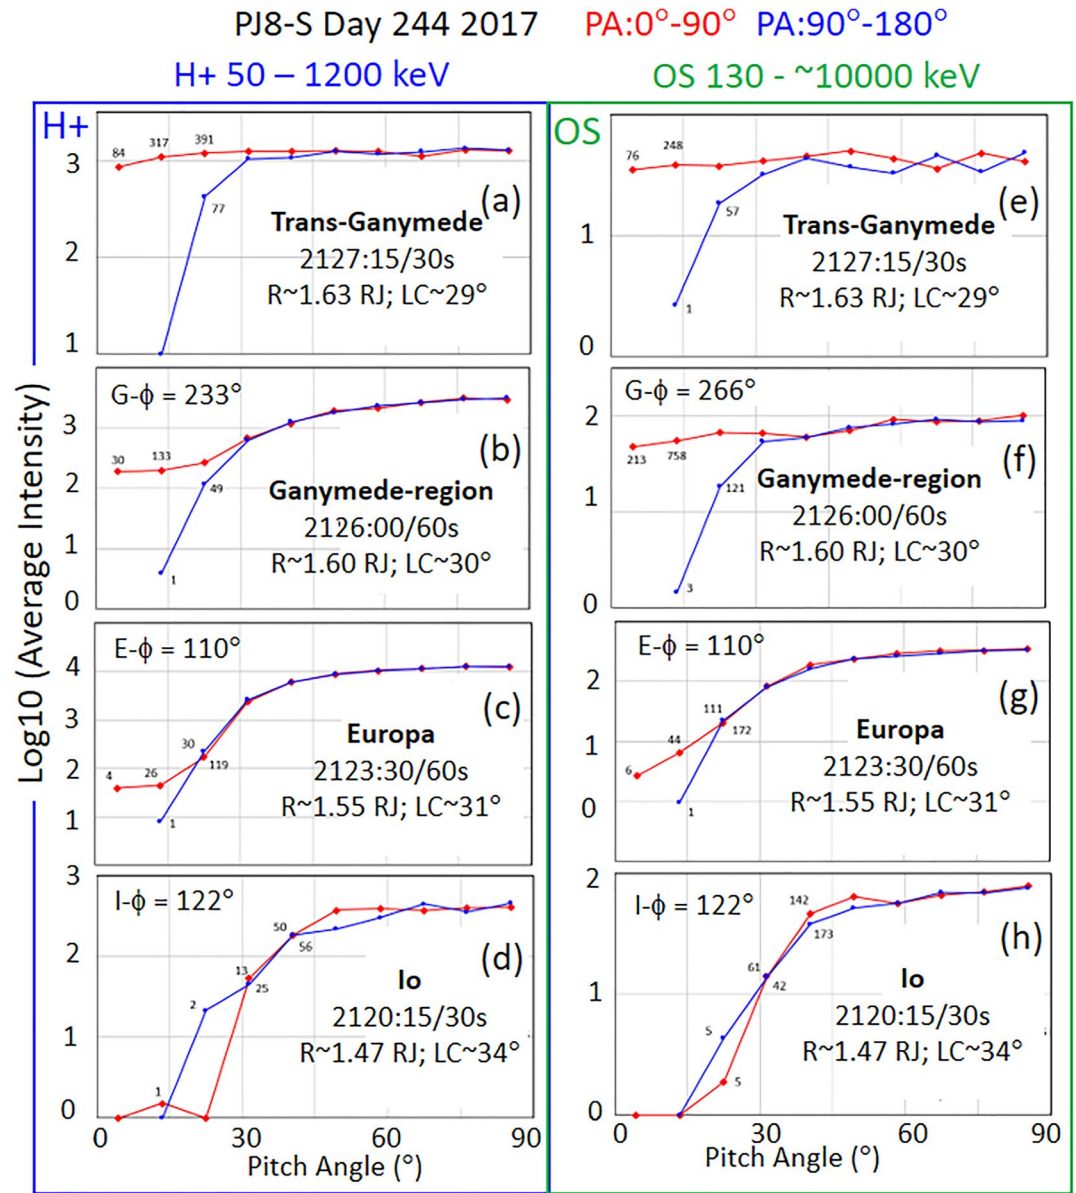 PJ8-S Day 244 2017 PA:0°-90° PA:90°-180°
H+ 50 – 1200 keV
OS 130 - ~10000 keV
Log10 (Average Intensity)
H+
3
2
1
84
317
391
77
(a)
Trans-Ganymede
2127:15/30s
R~1.63 RJ; LC~29°
G-ϕ = 233°
3
2
1
0
30
133
49
1
(b)
Ganymede-region
2126:00/60s
R~1.60 RJ; LC~30°
E-ϕ = 110°
4
3
2
1
4
26
30
119
1
(c)
Europa
2123:30/60s
R~1.55 RJ; LC~31°
I-ϕ = 122°
3
2
1
0
1
2
13
25
50
56
(d)
Io
2120:15/30s
R~1.47 RJ; LC~34°
0 30 60 90
Pitch Angle (°)
OS
1
0
76
248
57
1
(e)
Trans-Ganymede
2127:15/30s
R~1.63 RJ; LC~29°
G-ϕ = 266°
2
1
0
213
758
121
3
(f)
Ganymede-region
2126:00/60s
R~1.60 RJ; LC~30°
E-ϕ = 110°
2
1
0
6
44
111
172
1
(g)
Europa
2123:30/60s
R~1.55 RJ; LC~31°
I-ϕ = 122°
2
1
0
5
5
61
42
142
173
(h)
Io
2120:15/30s
R~1.47 RJ; LC~34°
0 30 60 90
Pitch Angle (°)